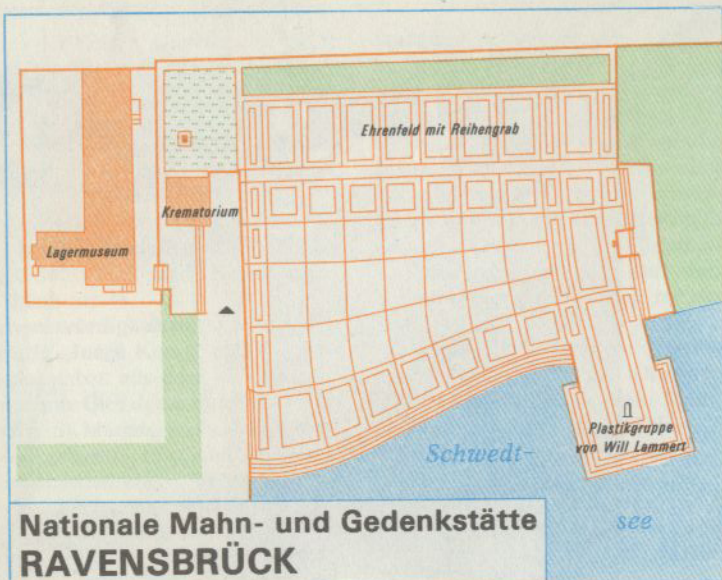 Ehrenfeld mit Reihengrab
Krematorium
Lagermuseum
Plastikgruppe
von Will Lammert
Schwedt-
see
Nationale Mahn- und Gedenkstätte
RAVENSBRÜCK